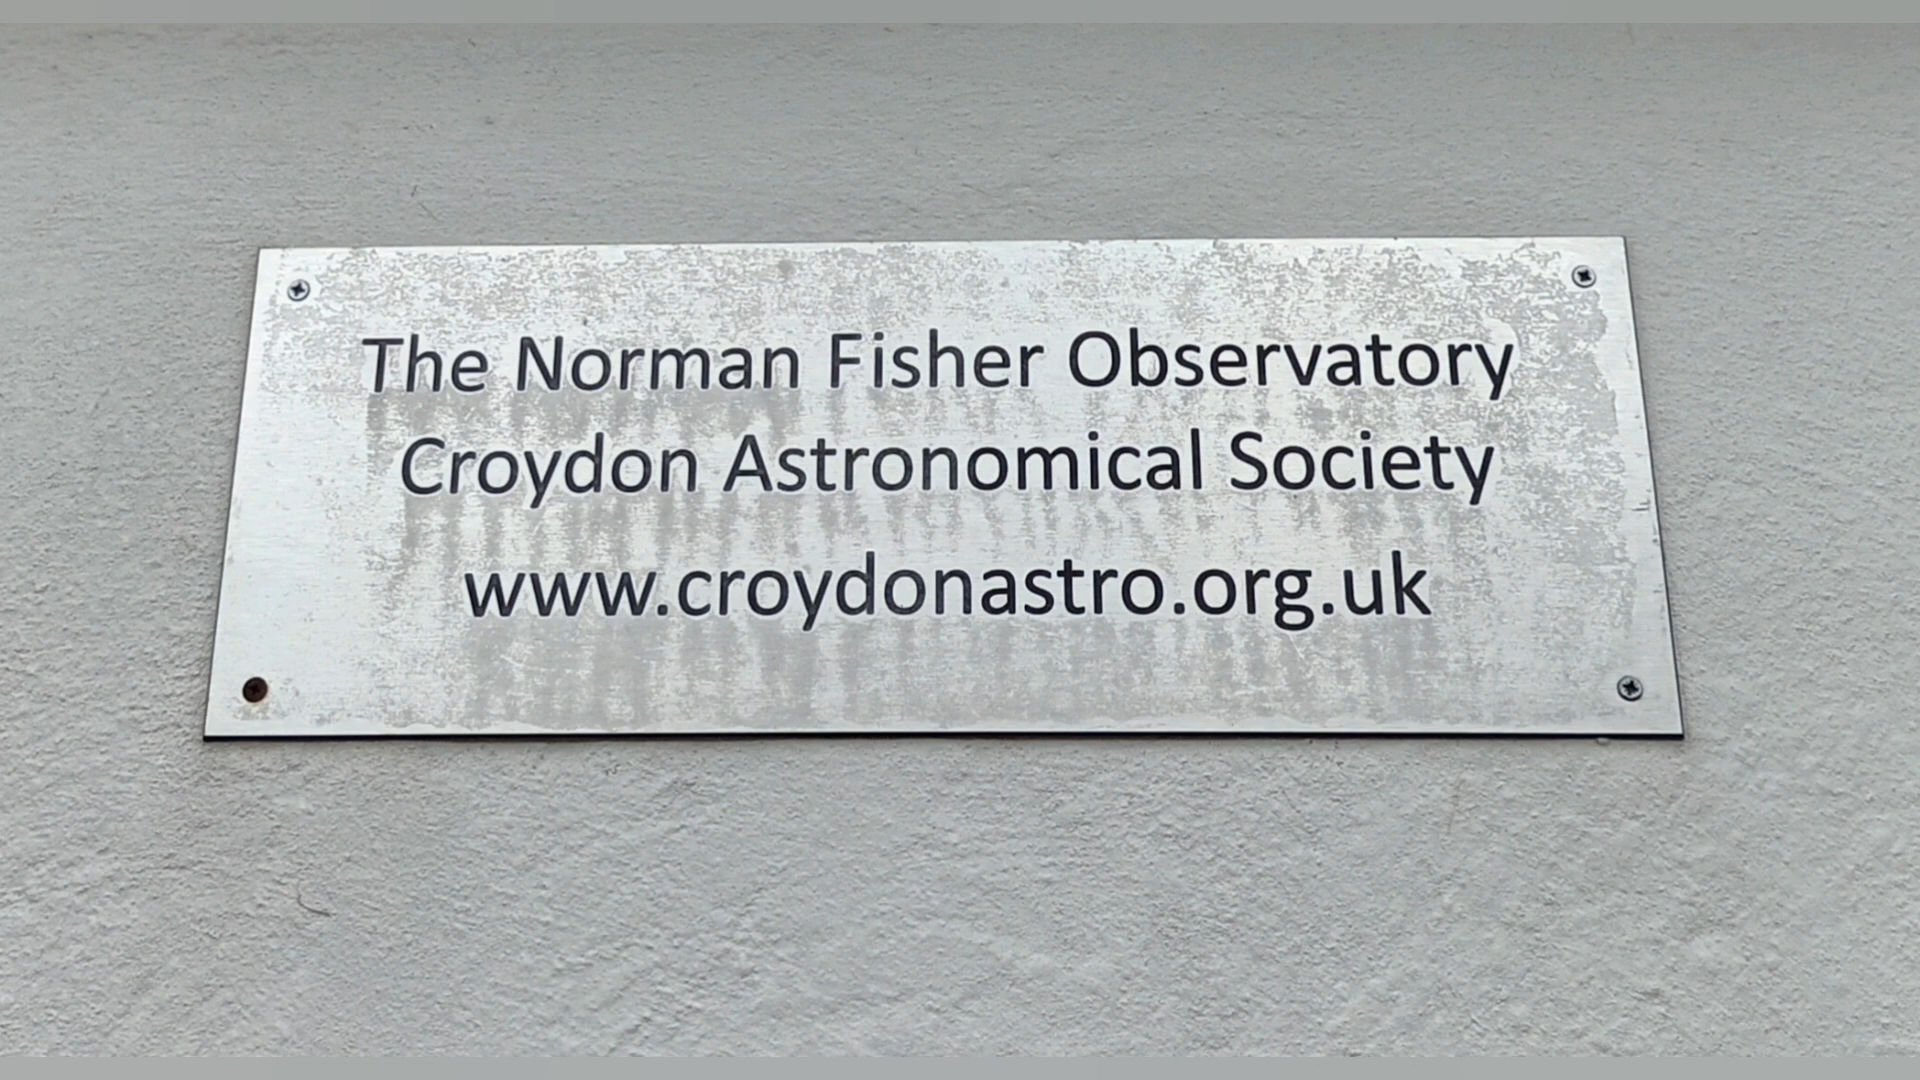 The Norman Fisher Observatory
Croydon Astronomical Society
www.croydonastro.org.uk